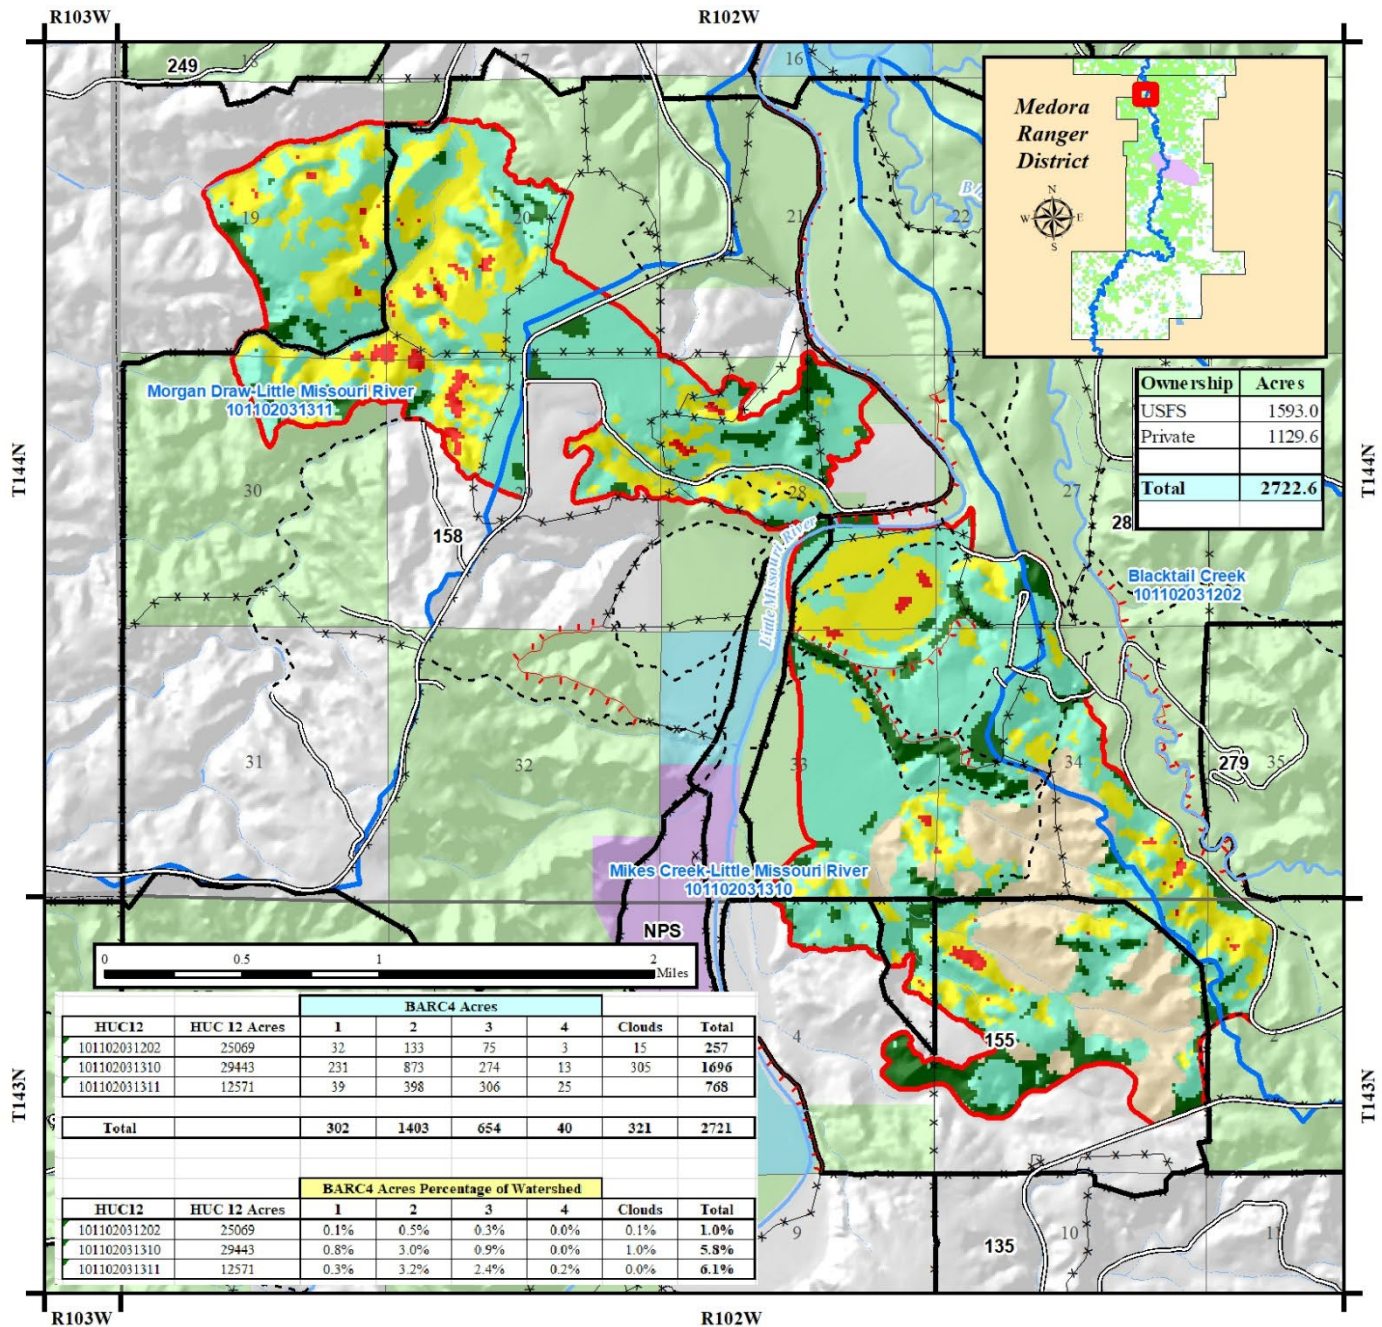 R103W
R102W
249
18
17
16
Medora
Ranger
District
N
W
E
S
19
20
21
22
Ownership Acres
USFS 1593.0
Private 1129.6
Total 2722.6
T144N
T144N
Morgan Draw-Little Missouri River
101102031311
30
29
28
27
28
158
Little Missouri River
Blacktail Creek
101102031202
31
32
33
34
35
279
Mikes Creek-Little Missouri River
101102031310
NPS
0 0.5 1 2
Miles
BARC4 Acres
HUC12 HUC 12 Acres 1 2 3 4 Clouds Total
101102031202 25069 32 133 75 3 15 257
101102031310 29443 231 873 274 13 305 1696
101102031311 12571 39 398 306 25 768
Total 302 1403 654 40 321 2721
BARC4 Acres Percentage of Watershed
HUC12 HUC 12 Acres 1 2 3 4 Clouds Total
101102031202 25069 0.1% 0.5% 0.3% 0.0% 0.1% 1.0%
101102031310 29443 0.8% 3.0% 0.9% 0.0% 1.0% 5.8%
101102031311 12571 0.3% 3.2% 2.4% 0.2% 0.0% 6.1%
4
155
2
T143N
T143N
9
135
10
11
R103W
R102W